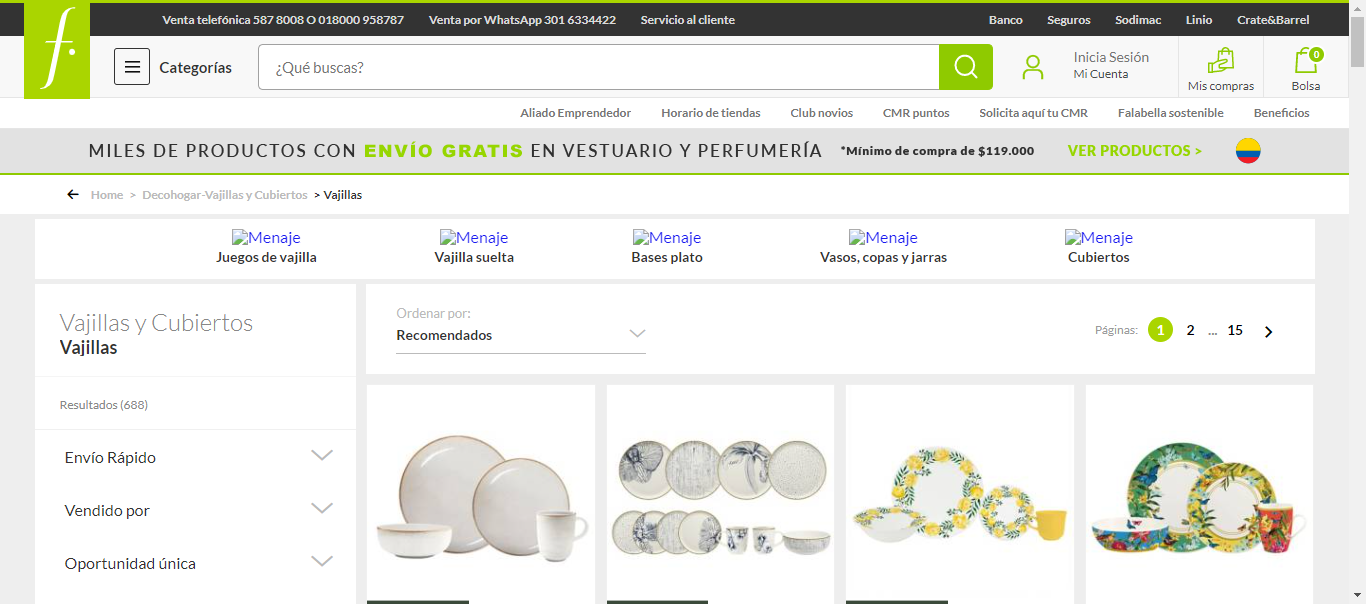 Venta telefónica 587 8008 O 018000 958787 Venta por WhatsApp 301 6334422 Servicio al cliente Banco Seguros Sodimac Linio Crate&Barrel
f.
Categorías ¿Qué buscas? Inicia Sesión
Mi Cuenta
Mis compras
0
Bolsa
Aliado Emprendedor Horario de tiendas Club novios CMR puntos Solicita aquí tu CMR Falabella sostenible Beneficios
MILES DE PRODUCTOS CON ENVÍO GRATIS EN VESTUARIO Y PERFUMERÍA *Mínimo de compra de $119.000 VER PRODUCTOS >
Home > Decohogar-Vajillas y Cubiertos > Vajillas
Menaje Menaje Menaje Menaje Menaje
Juegos de vajilla Vajilla suelta Bases plato Vasos, copas y jarras Cubiertos
Vajillas y Cubiertos
Vajillas
Resultados (688)
Envío Rápido
Vendido por
Oportunidad única
Ordenar por:
Recomendados
Páginas: 1 2 ... 15